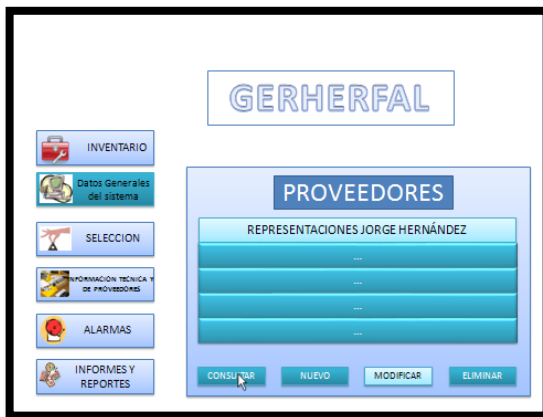 GERHERFAL
INVENTARIO
Datos Generales
del sistema
SELECCION
INFORMACIÓN TECNICA Y
DE PROVEEDORES
ALARMAS
INFORMES Y
REPORTES
PROVEEDORES
REPRESENTACIONES JORGE HERNÁNDEZ
...
...
...
...
CONSULTAR
NUEVO
MODIFICAR
ELIMINAR